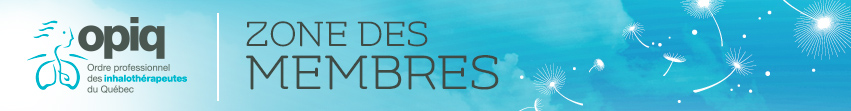 opiq
Ordre professionnel
des inhalothérapeutes
du Québec
ZONE DES
MEMBRES